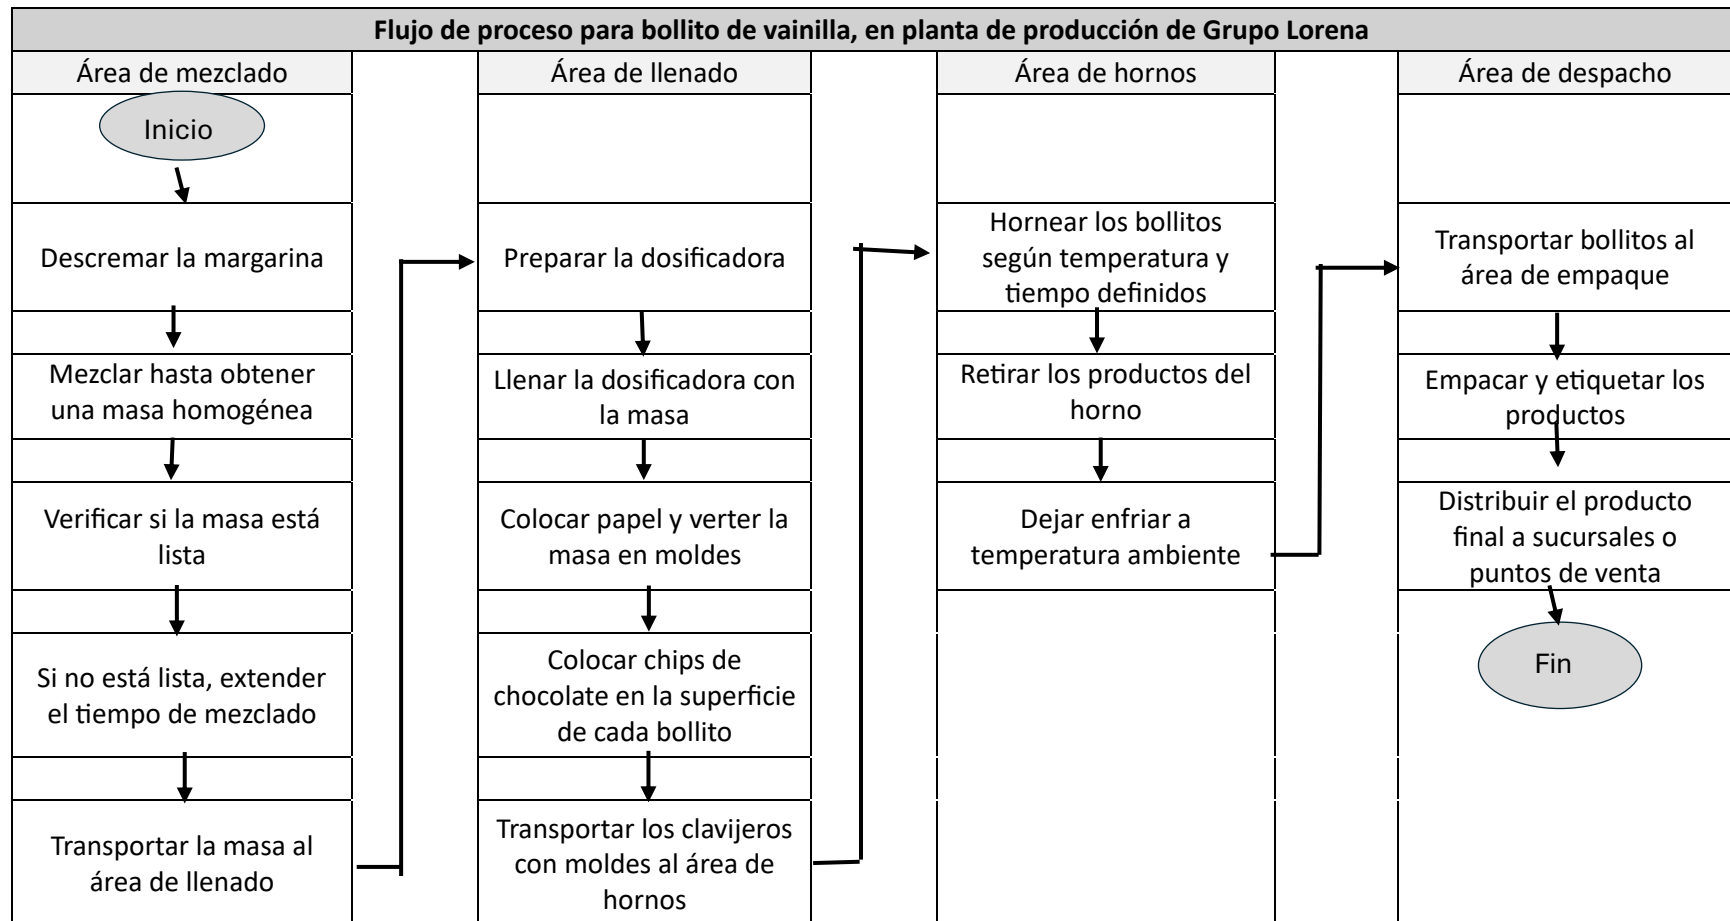 Flujo de proceso para bollito de vainilla, en planta de producción de Grupo Lorena
Área de mezclado
Inicio
Descremar la margarina
Mezclar hasta obtener
una masa homogénea
Verificar si la masa está
lista
Si no está lista, extender
el tiempo de mezclado
Transportar la masa al
área de llenado
Área de llenado
Preparar la dosificadora
Llenar la dosificadora con
la masa
Colocar papel y verter la
masa en moldes
Colocar chips de
chocolate en la superficie
de cada bollito
Transportar los clavijeros
con moldes al área de
hornos
Área de hornos
Hornear los bollitos
según temperatura y
tiempo definidos
Retirar los productos del
horno
Dejar enfriar a
temperatura ambiente
Área de despacho
Transportar bollitos al
área de empaque
Empacar y etiquetar los
productos
Distribuir el producto
final a sucursales o
puntos de venta
Fin